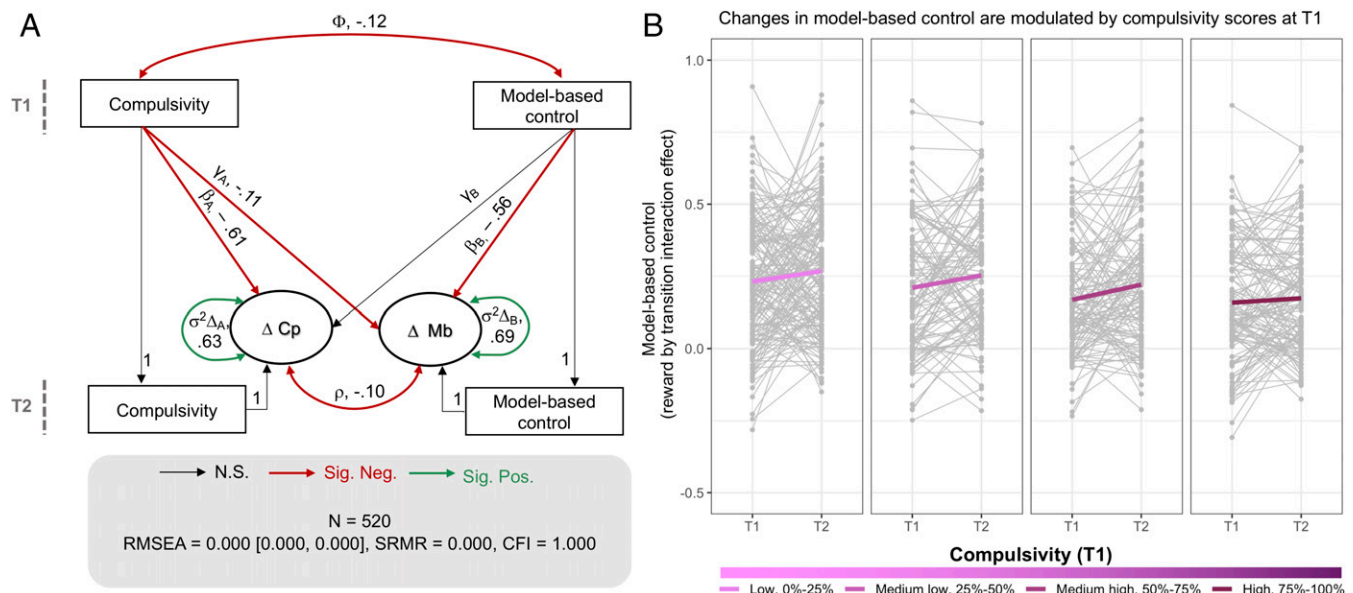 A
Φ, -.12
T1
Compulsivity
Model-based
control
γA, -.11
βA, – .61
γB
βB, – .56
σ²ΔA,
.63
Δ Cp
Δ Mb
σ²ΔB,
.69
1
1
1
1
ρ, -.10
T2
Compulsivity
Model-based
control
N.S.
Sig. Neg.
Sig. Pos.
N = 520
RMSEA = 0.000 [0.000, 0.000], SRMR = 0.000, CFI = 1.000
B
Changes in model-based control are modulated by compulsivity scores at T1
Model-based control
(reward by transition interaction effect)
1.0
0.5
0.0
-0.5
T1 T2 T1 T2 T1 T2 T1 T2
Compulsivity (T1)
Low, 0%-25% Medium low, 25%-50% Medium high, 50%-75% High, 75%-100%